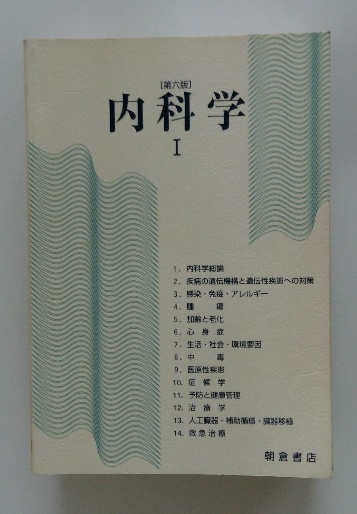 [第六版]
内科学
I
1. 内科学総論
2. 疾病の遺伝機構と遺伝性疾患への対策
3. 感染・免疫・アレルギー
4. 腫 瘍
5. 加齢と老化
6. 心 身 症
7. 生活・社会・環境要因
8. 中 毒
9. 医原性疾患
10. 症 候 学
11. 予防と健康管理
12. 治 療 学
13. 人工臓器・補助循環・臓器移植
14. 救急治療
朝倉書店